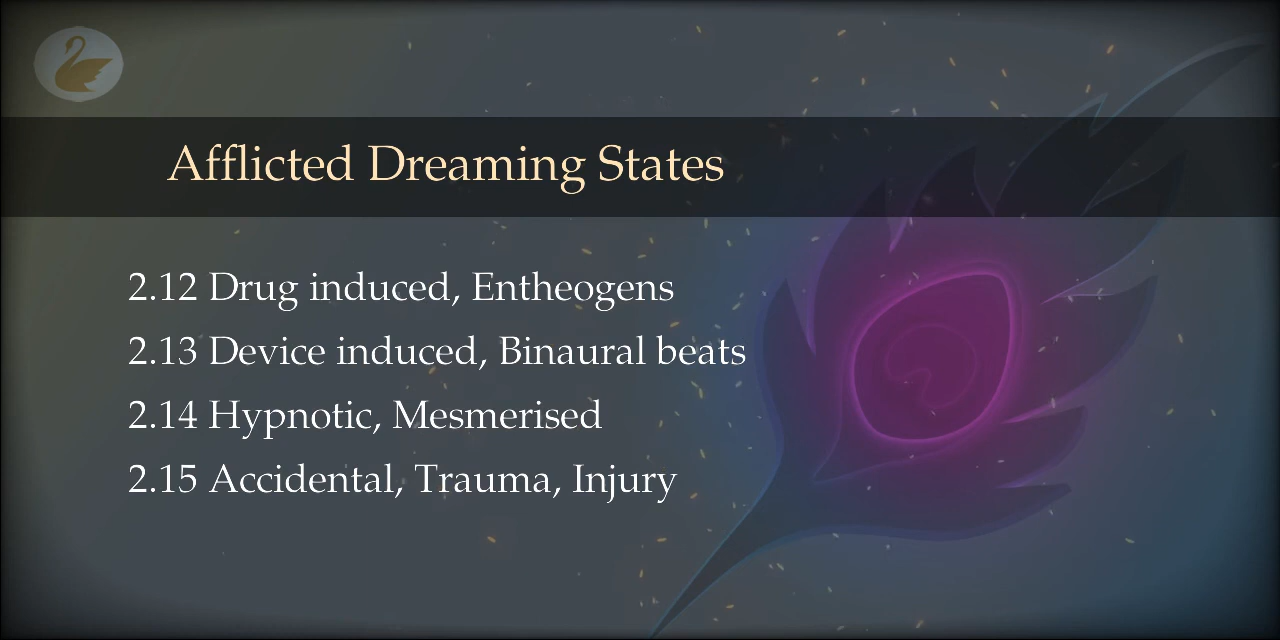 Afflicted Dreaming States
2.12 Drug induced, Entheogens
2.13 Device induced, Binaural beats
2.14 Hypnotic, Mesmerised
2.15 Accidental, Trauma, Injury